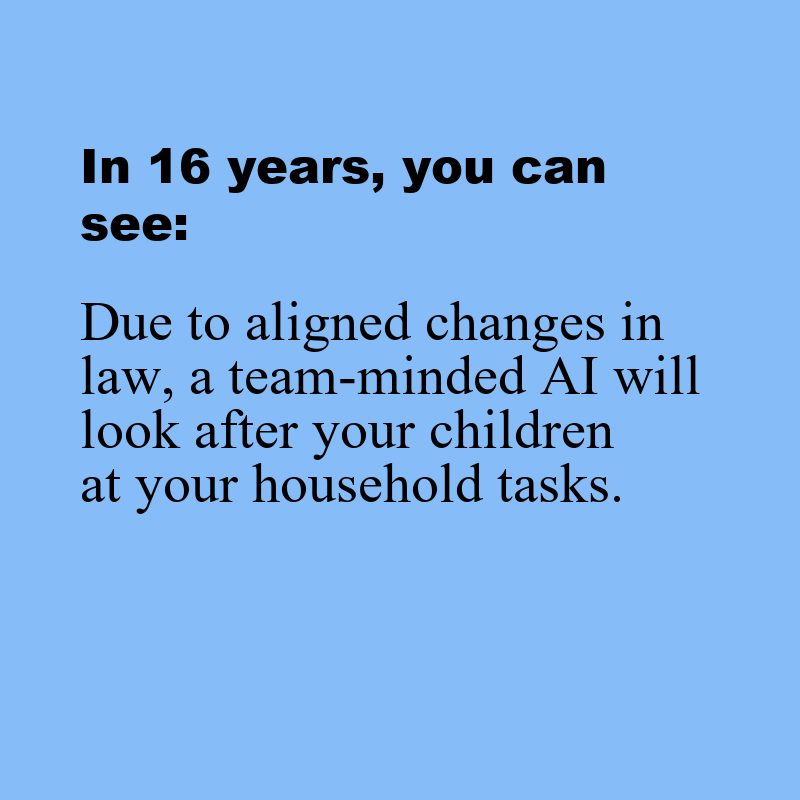 In 16 years, you can
see:
Due to aligned changes in
law, a team-minded AI will
look after your children
at your household tasks.